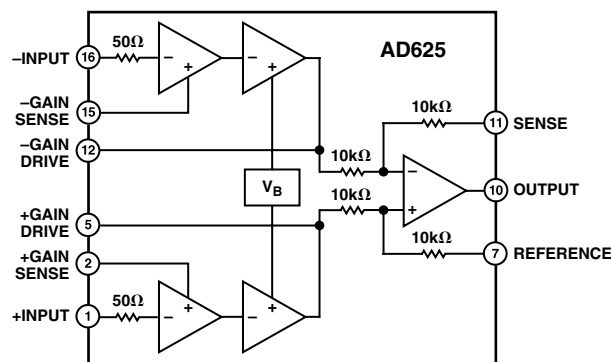 AD625
50Ω
–INPUT
16
–
+
–
+
–GAIN
SENSE
15
–GAIN
DRIVE
12
10kΩ
11
SENSE
10kΩ
–
+
10
OUTPUT
VB
10kΩ
+GAIN
DRIVE
5
10kΩ
7
REFERENCE
+GAIN
SENSE
2
50Ω
+INPUT
1
–
+
–
+